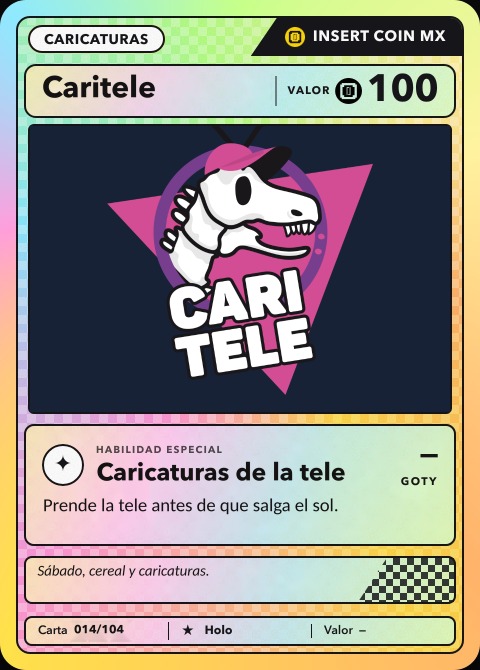 CARICATURAS
INSERT COIN MX
Caritele
VALOR 100
CARI
TELE
HABILIDAD ESPECIAL
Caricaturas de la tele
—
GOTY
Prende la tele antes de que salga el sol.
Sábado, cereal y caricaturas.
Carta 014/104 ★ Holo Valor —